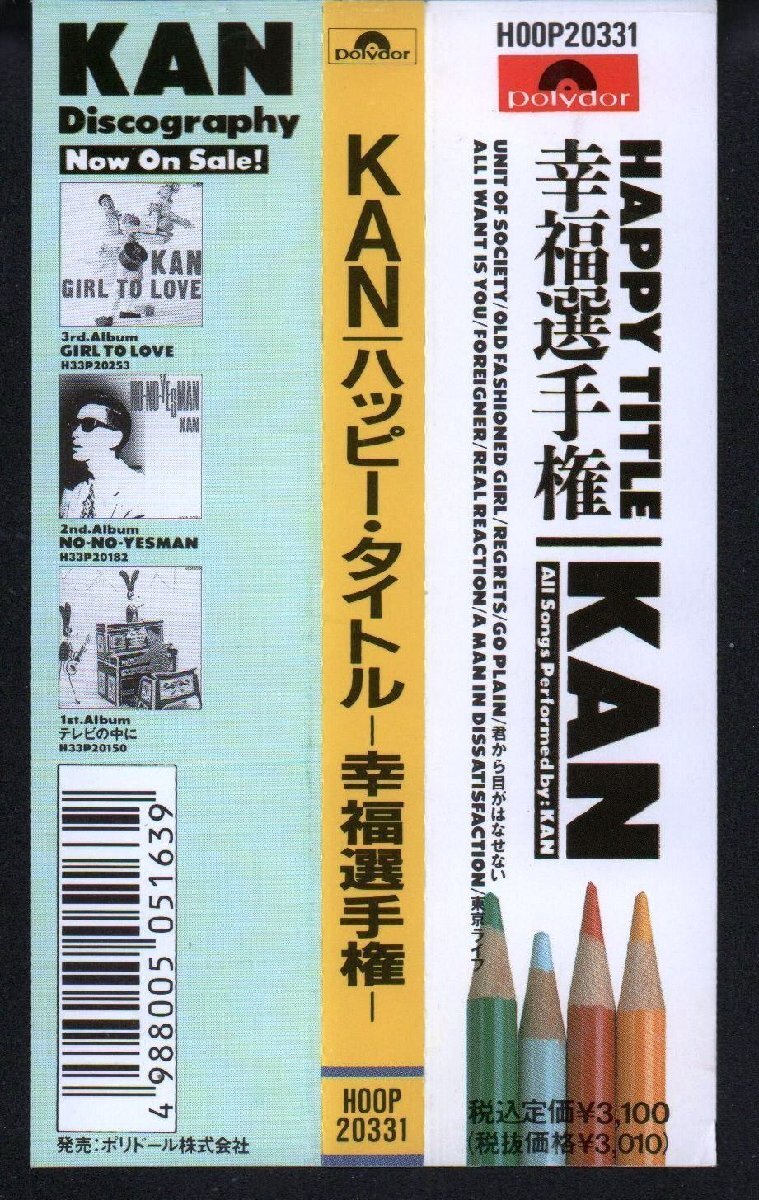 KAN
Discography
Now On Sale!
KAN
GIRL TO LOVE
3rd.Album
GIRL TO LOVE
H33P20253
NO-NO-YESMAN
KAN
2nd.Album
NO-NO-YESMAN
H33P20182
1st.Album
テレビの中に
H33P20150
4988005 051639
発売:ポリドール株式会社
polydor
KAN|ハッピー・タイトル—幸福選手権—
HOOP
20331
HOOP20331
polydor
HAPPY TITLE
幸福選手権
KAN
All Songs Performed by: KAN
UNIT OF SOCIETY/OLD FASHIONED GIRL/REGRETS/GO PLAIN/君から目がはなせない
ALL I WANT IS YOU/FOREIGNER/REAL REACTION/A MAN IN DISSATISFACTION/東京ライフ
税込定価¥3,100
(税抜価格¥3,010)